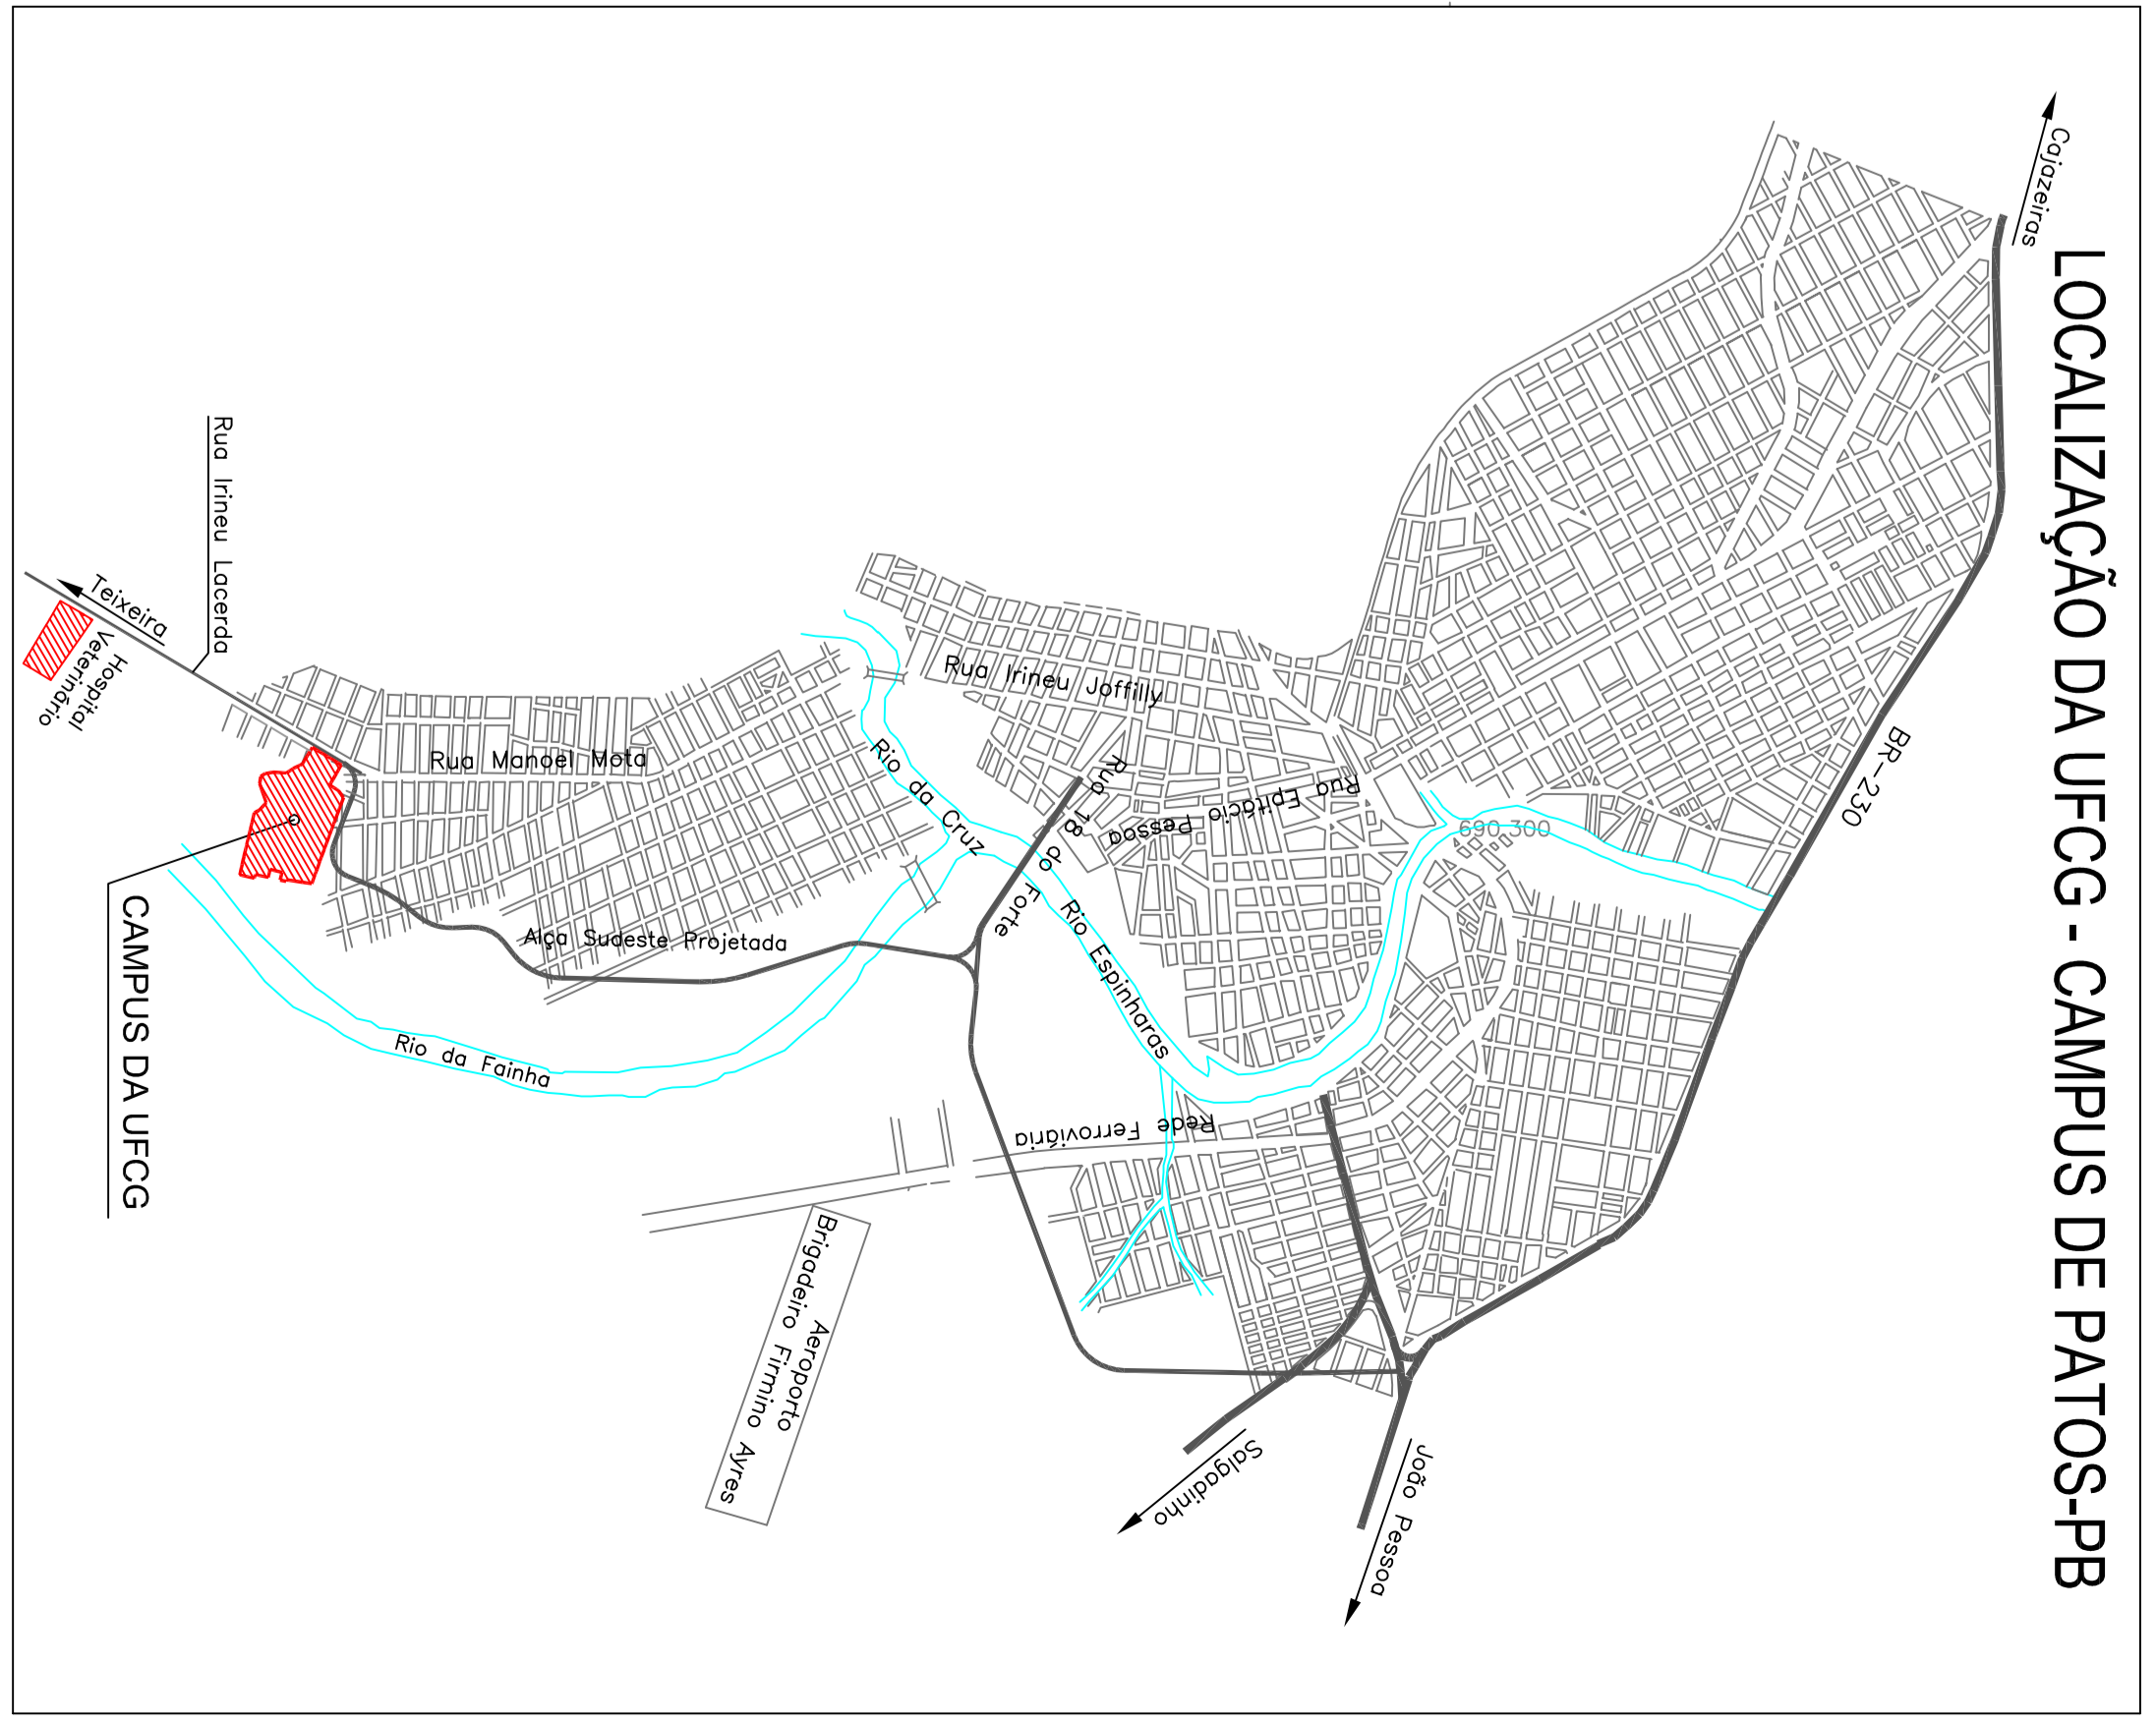 LOCALIZAÇÃO DA UFCG - CAMPUS DE PATOS-PB
Cajazeiras
BR-230
690.300
Rua Epitácio Pessoa
Rua Irineu Joffilly
Rua 18 do Forte
Rio da Cruz
Rio Espinharas
Rede Ferroviária
João Pessoa
Salgadinho
Aeroporto
Brigadeiro Firmino Ayres
Rua Manoel Mota
Alça Sudeste Projetada
Rio da Fainha
Rua Irineu Lacerda
Teixeira
Hospital
Veterinário
CAMPUS DA UFCG